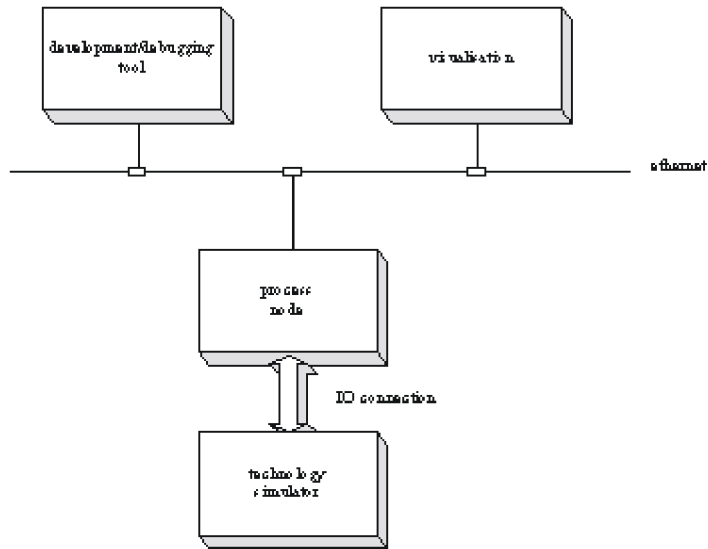 development/debugging
tool
visualisation
ethernet
process
node
IO connection
technology
simulator